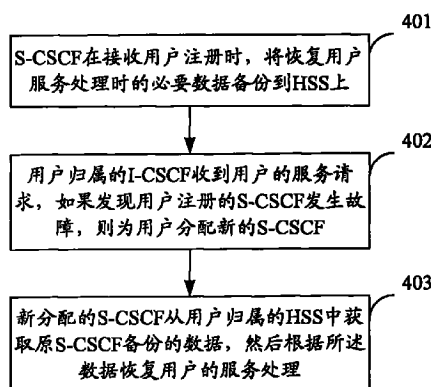 401
S-CSCF在接收用户注册时，将恢复用户
服务处理时的必要数据备份到HSS上
402
用户归属的I-CSCF收到用户的服务请
求，如果发现用户注册的S-CSCF发生故
障，则为用户分配新的S-CSCF
403
新分配的S-CSCF从用户归属的HSS中获
取原S-CSCF备份的数据，然后根据所述
数据恢复用户的服务处理